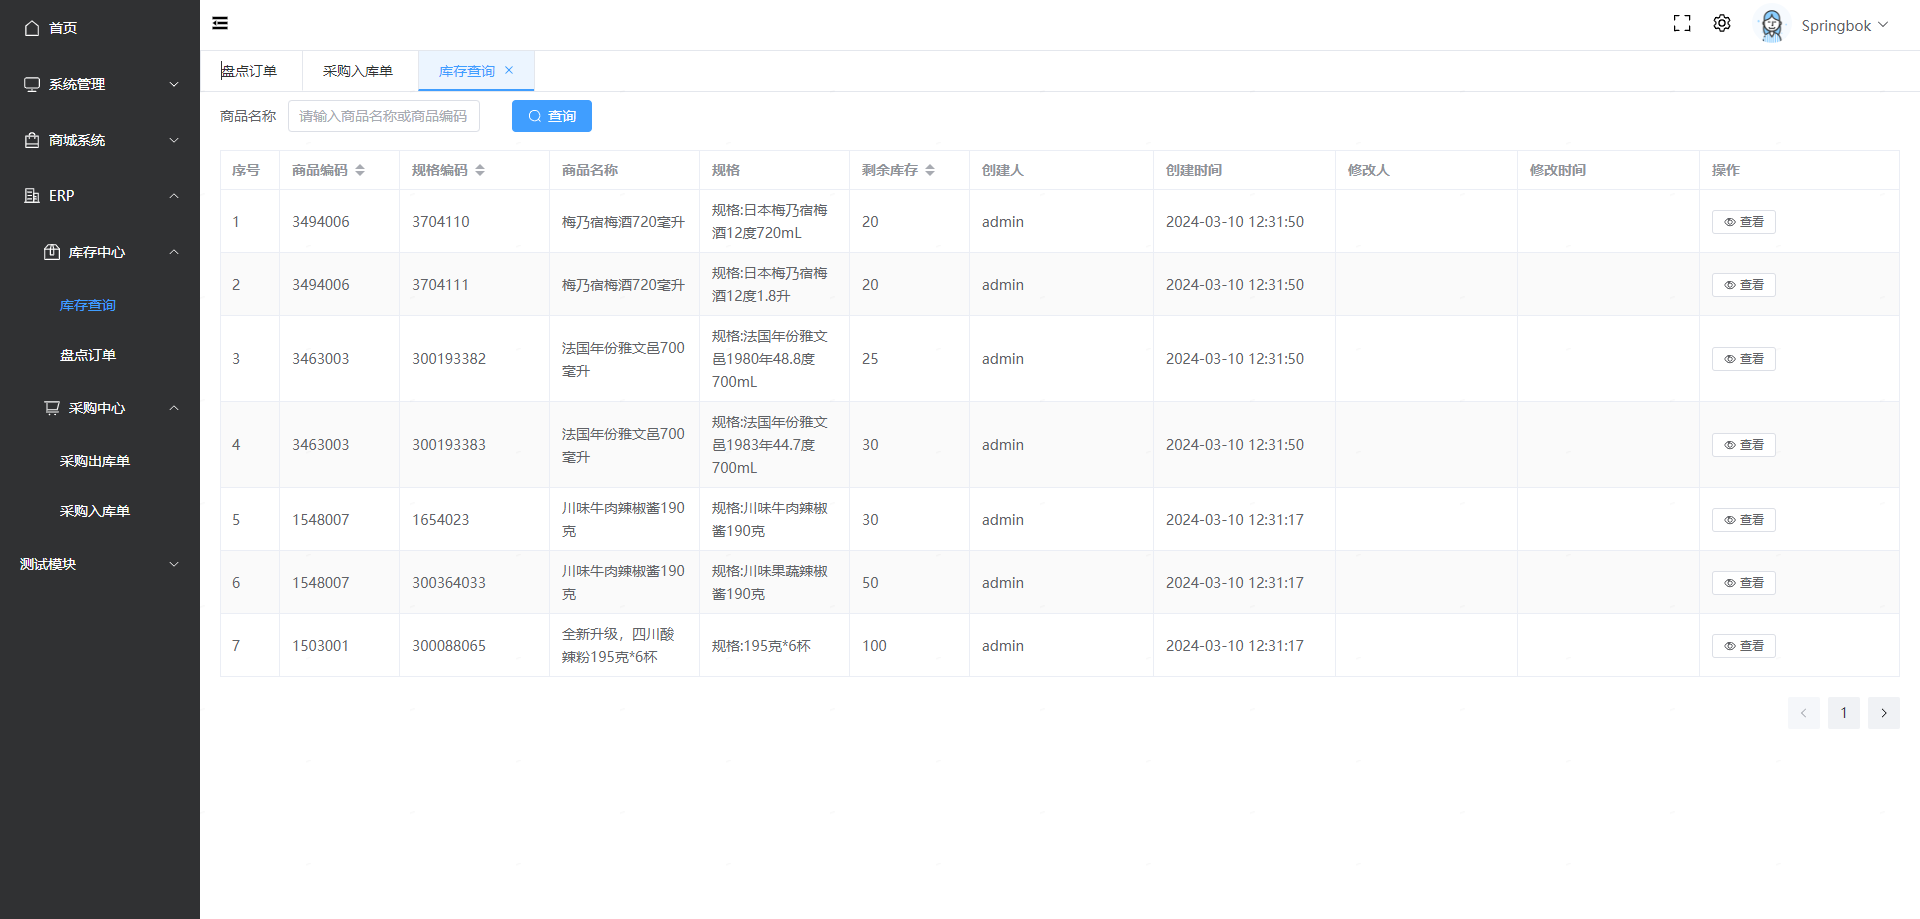 首页
系统管理
商城系统
ERP
库存中心
库存查询
盘点订单
采购中心
采购出库单
采购入库单
测试模块
Springbok
盘点订单 采购入库单 库存查询
商品名称 请输入商品名称或商品编码 查询
序号 商品编码 规格编码 商品名称 规格 剩余库存 创建人 创建时间 修改人 修改时间 操作
1 3494006 3704110 梅乃宿梅酒720毫升 规格:日本梅乃宿梅
酒12度720mL 20 admin 2024-03-10 12:31:50 查看
2 3494006 3704111 梅乃宿梅酒720毫升 规格:日本梅乃宿梅
酒12度1.8升 20 admin 2024-03-10 12:31:50 查看
3 3463003 300193382 法国年份雅文邑700
毫升 规格:法国年份雅文
邑1980年48.8度
700mL 25 admin 2024-03-10 12:31:50 查看
4 3463003 300193383 法国年份雅文邑700
毫升 规格:法国年份雅文
邑1983年44.7度
700mL 30 admin 2024-03-10 12:31:50 查看
5 1548007 1654023 川味牛肉辣椒酱190
克 规格:川味牛肉辣椒
酱190克 30 admin 2024-03-10 12:31:17 查看
6 1548007 300364033 川味牛肉辣椒酱190
克 规格:川味果蔬辣椒
酱190克 50 admin 2024-03-10 12:31:17 查看
7 1503001 300088065 全新升级，四川酸
辣粉195克*6杯 规格:195克*6杯 100 admin 2024-03-10 12:31:17 查看
1